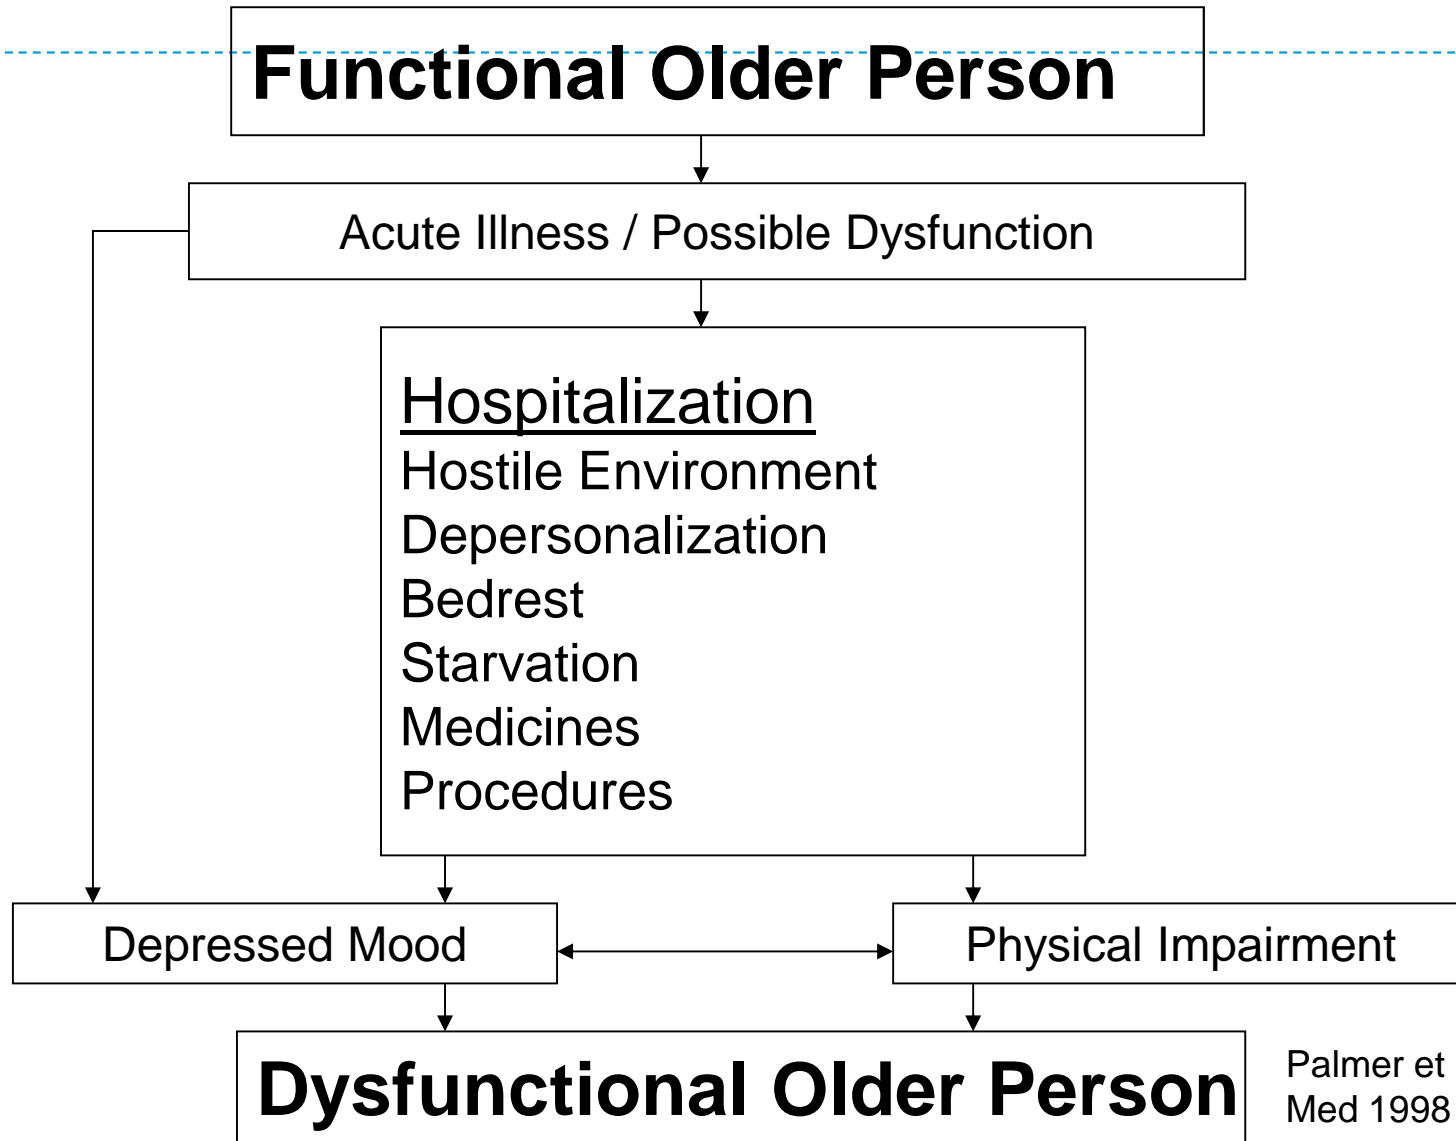 Functional Older Person
Acute Illness / Possible Dysfunction
Hospitalization
Hostile Environment
Depersonalization
Bedrest
Starvation
Medicines
Procedures
Depressed Mood
Physical Impairment
Dysfunctional Older Person
Palmer et
Med 1998